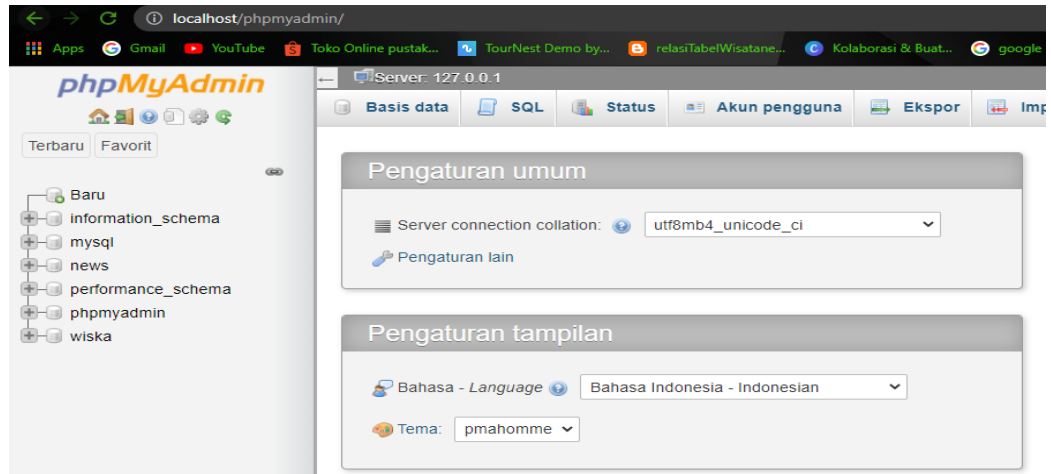 localhost/phpmyadmin/
Apps Gmail YouTube Toko Online pustak... TourNest Demo by... relasiTabelWisatane... Kolaborasi & Buat... google
phpMyAdmin
Terbaru Favorit
Baru
information_schema
mysql
news
performance_schema
phpmyadmin
wiska
Server: 127.0.0.1
Basis data SQL Status Akun pengguna Ekspor Imp
Pengaturan umum
Server connection collation: utf8mb4_unicode_ci
Pengaturan lain
Pengaturan tampilan
Bahasa - Language Bahasa Indonesia - Indonesian
Tema: pmahomme